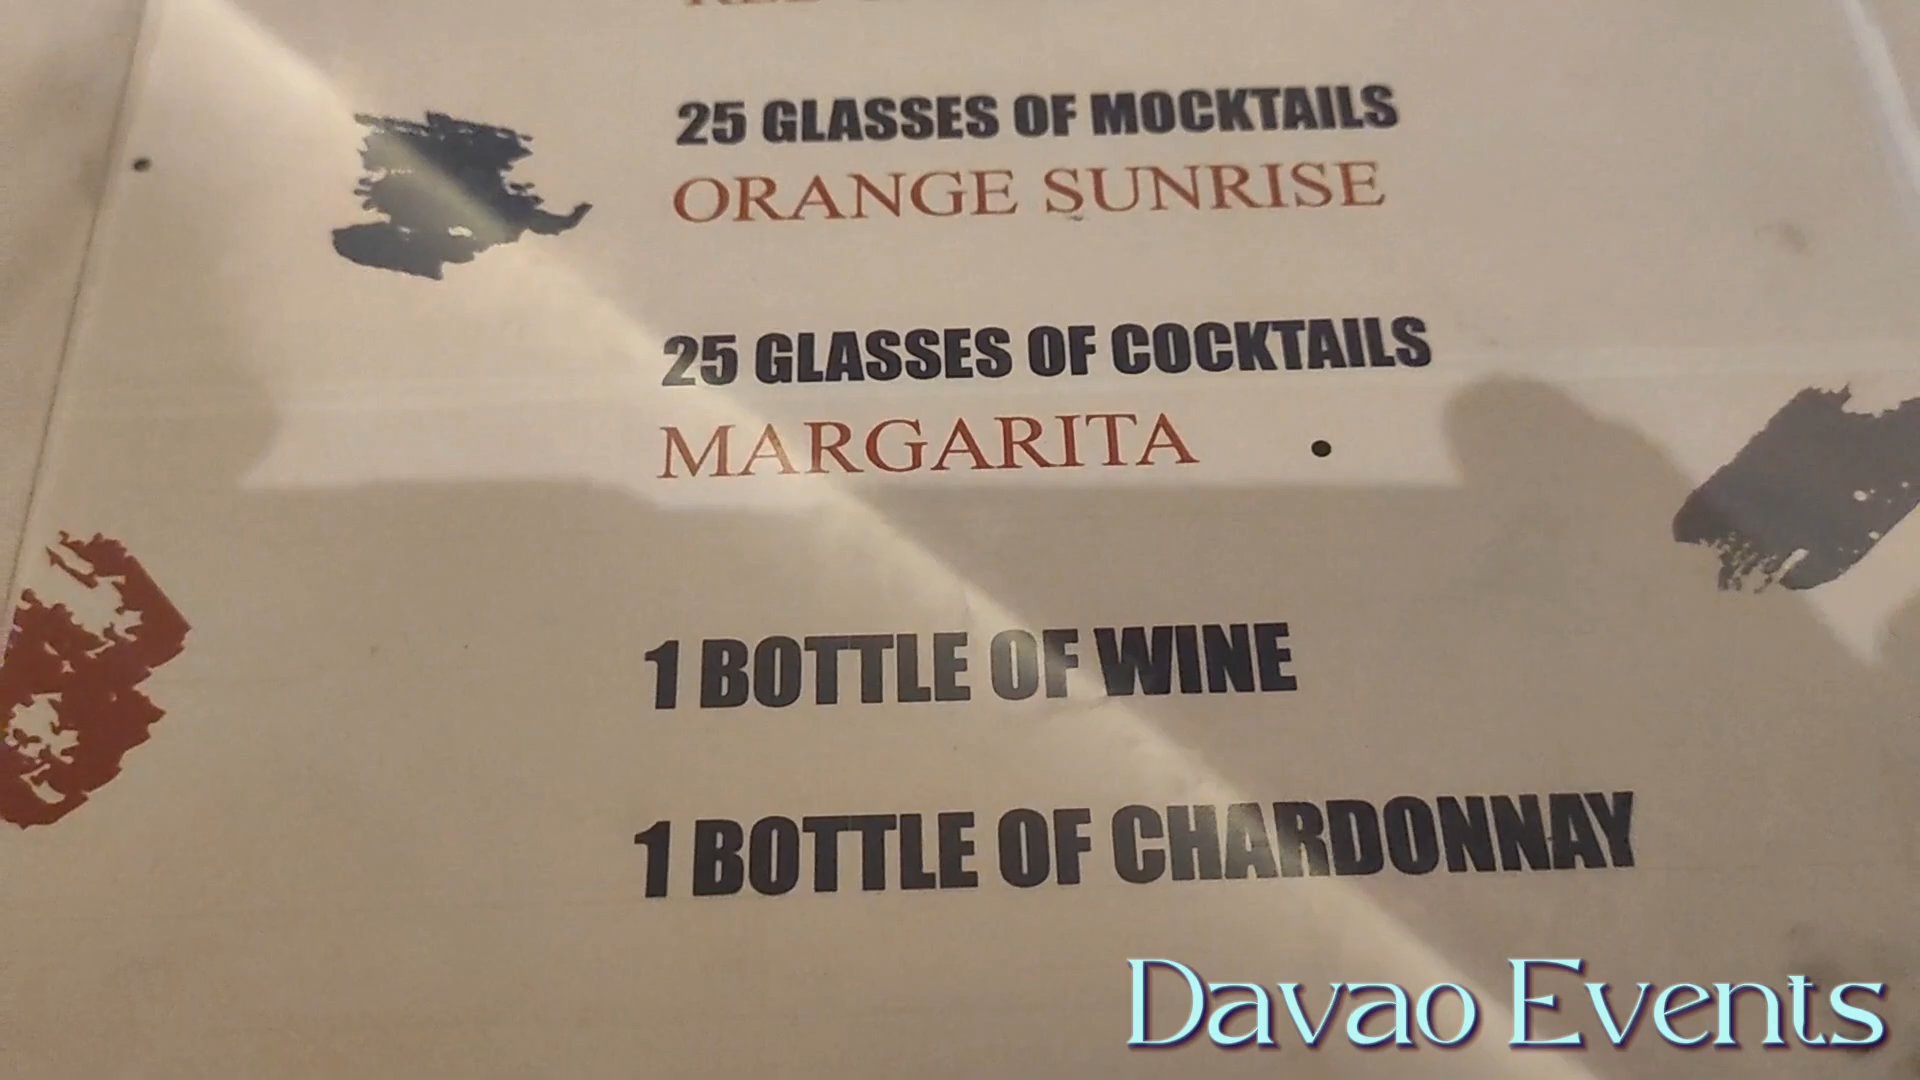 25 GLASSES OF MOCKTAILS
ORANGE SUNRISE
25 GLASSES OF COCKTAILS
MARGARITA
1 BOTTLE OF WINE
1 BOTTLE OF CHARDONNAY
Davao Events